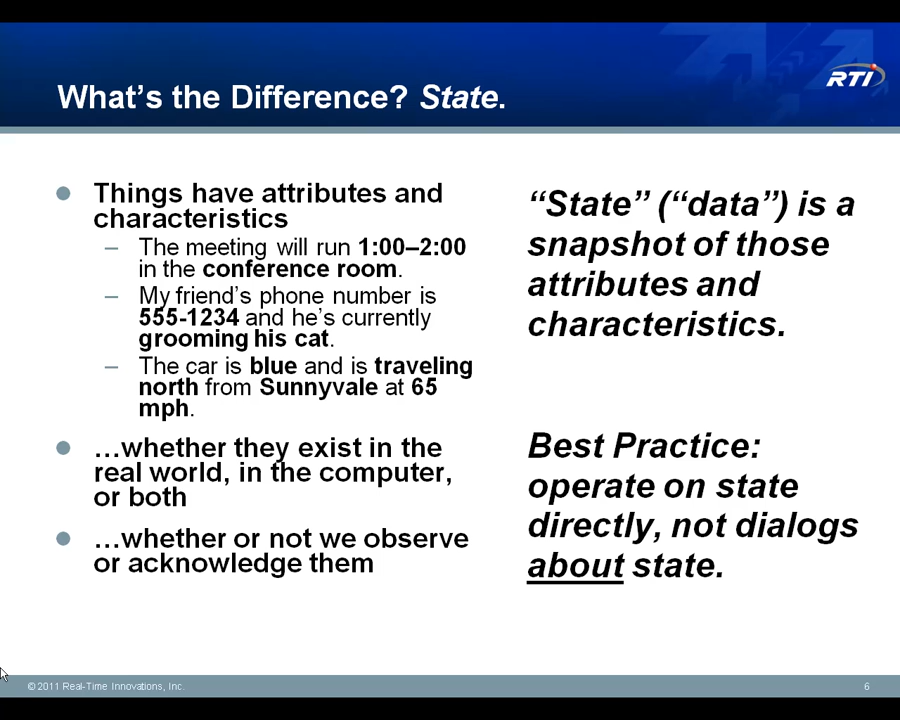 What's the Difference? State.
RTI
Things have attributes and
characteristics
– The meeting will run 1:00–2:00
in the conference room.
– My friend's phone number is
555-1234 and he's currently
grooming his cat.
– The car is blue and is traveling
north from Sunnyvale at 65
mph.
…whether they exist in the
real world, in the computer,
or both
…whether or not we observe
or acknowledge them
“State” (“data”) is a
snapshot of those
attributes and
characteristics.
Best Practice:
operate on state
directly, not dialogs
about state.
© 2011 Real-Time Innovations, Inc.
6